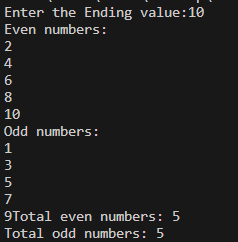 Enter the Ending value:10
Even numbers:
2
4
6
8
10
Odd numbers:
1
3
5
7
9Total even numbers: 5
Total odd numbers: 5